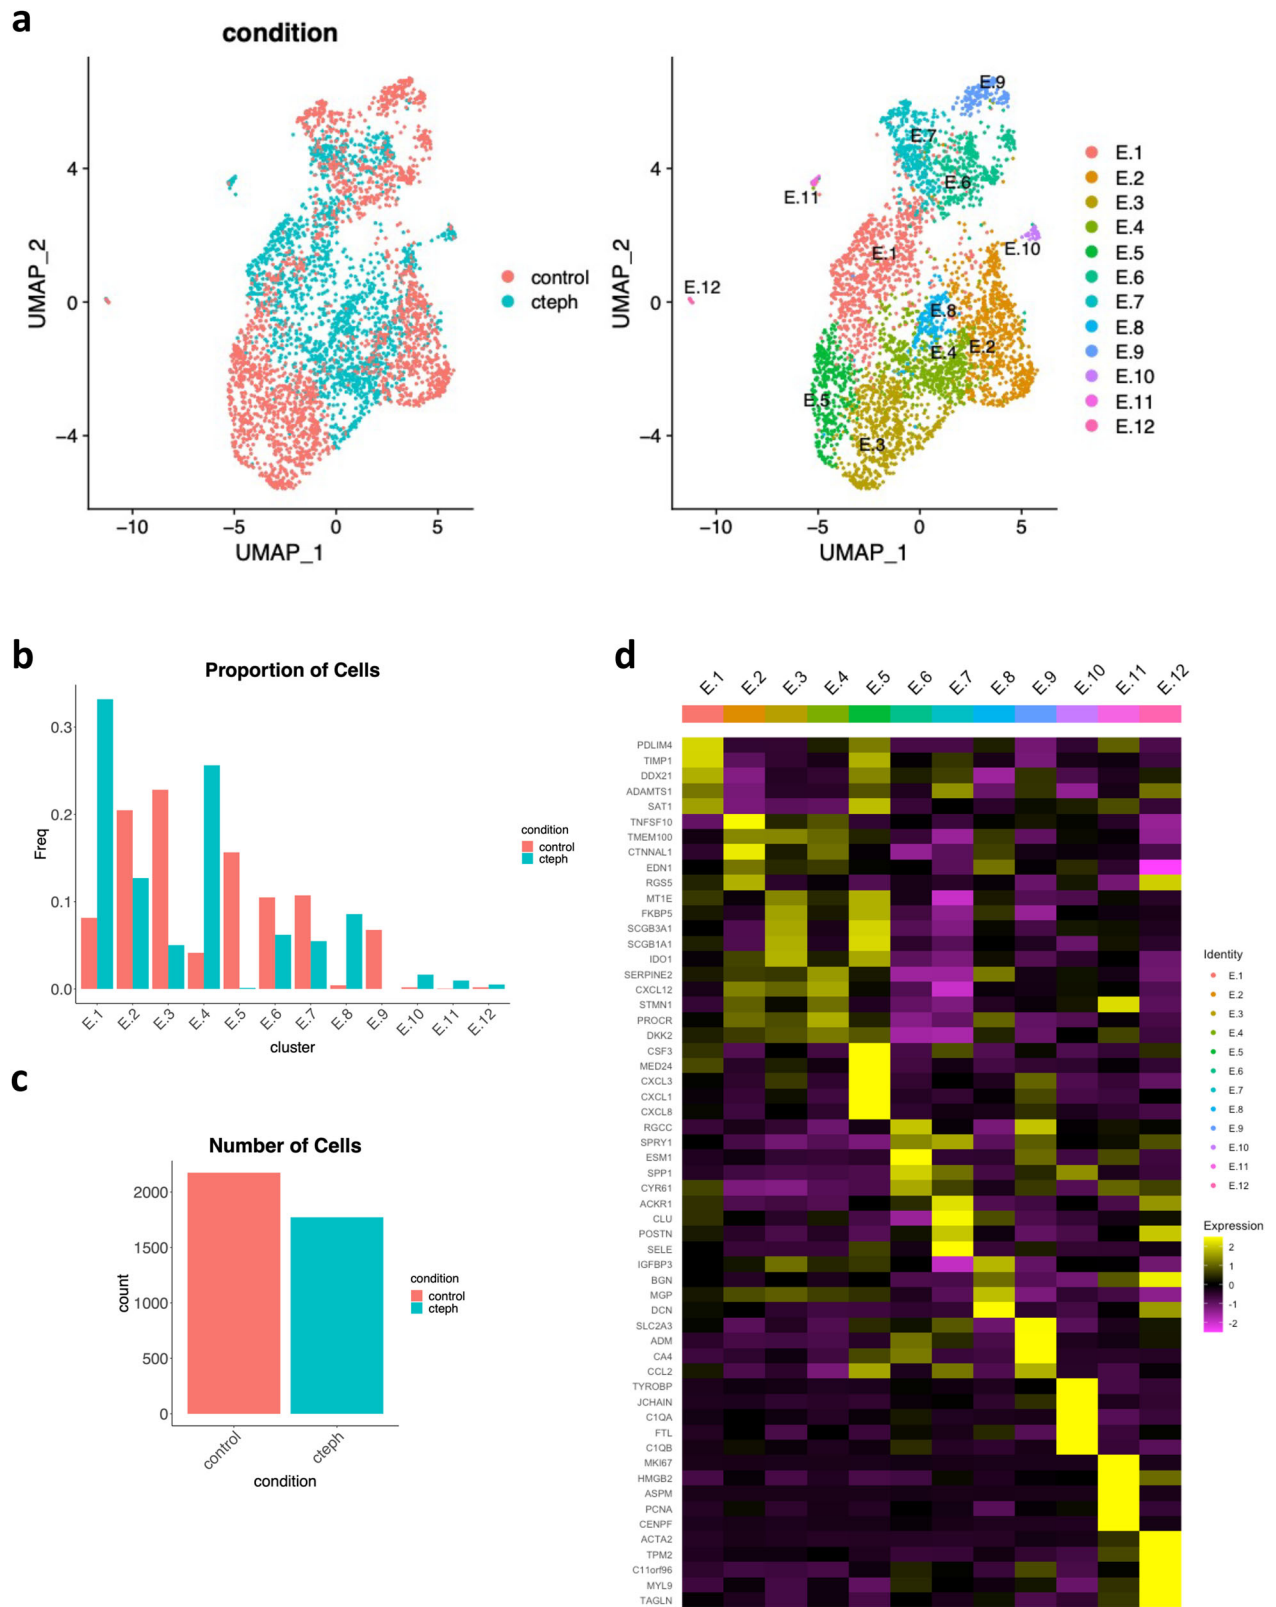 a
condition
UMAP_2
4
0
−4
−10
−5
0
5
UMAP_1
control
cteph
UMAP_2
4
0
−4
−10
−5
0
5
UMAP_1
E.9
E.7
E.6
E.11
E.1
E.10
E.12
E.8
E.4
E.2
E.5
E.3
E.1
E.2
E.3
E.4
E.5
E.6
E.7
E.8
E.9
E.10
E.11
E.12
b
Proportion of Cells
Freq
0.3
0.2
0.1
0.0
E.1
E.2
E.3
E.4
E.5
E.6
E.7
E.8
E.9
E.10
E.11
E.12
cluster
condition
control
cteph
c
Number of Cells
count
2000
1500
1000
500
0
control
cteph
condition
condition
control
cteph
d
E.1
E.2
E.3
E.4
E.5
E.6
E.7
E.8
E.9
E.10
E.11
E.12
PDLIM4
TIMP1
DDX21
ADAMTS1
SAT1
TNFSF10
TMEM100
CTNNAL1
EDN1
RGS5
MT1E
FKBP5
SCGB3A1
SCGB1A1
IDO1
SERPINE2
CXCL12
STMN1
PROCR
DKK2
CSF3
MED24
CXCL3
CXCL1
CXCL8
RGCC
SPRY1
ESM1
SPP1
CYR61
ACKR1
CLU
POSTN
SELE
IGFBP3
BGN
MGP
DCN
SLC2A3
ADM
CA4
CCL2
TYROBP
JCHAIN
C1QA
FTL
C1QB
MKI67
HMGB2
ASPM
PCNA
CENPF
ACTA2
TPM2
C11orf96
MYL9
TAGLN
Identity
E.1
E.2
E.3
E.4
E.5
E.6
E.7
E.8
E.9
E.10
E.11
E.12
Expression
2
1
0
-1
-2